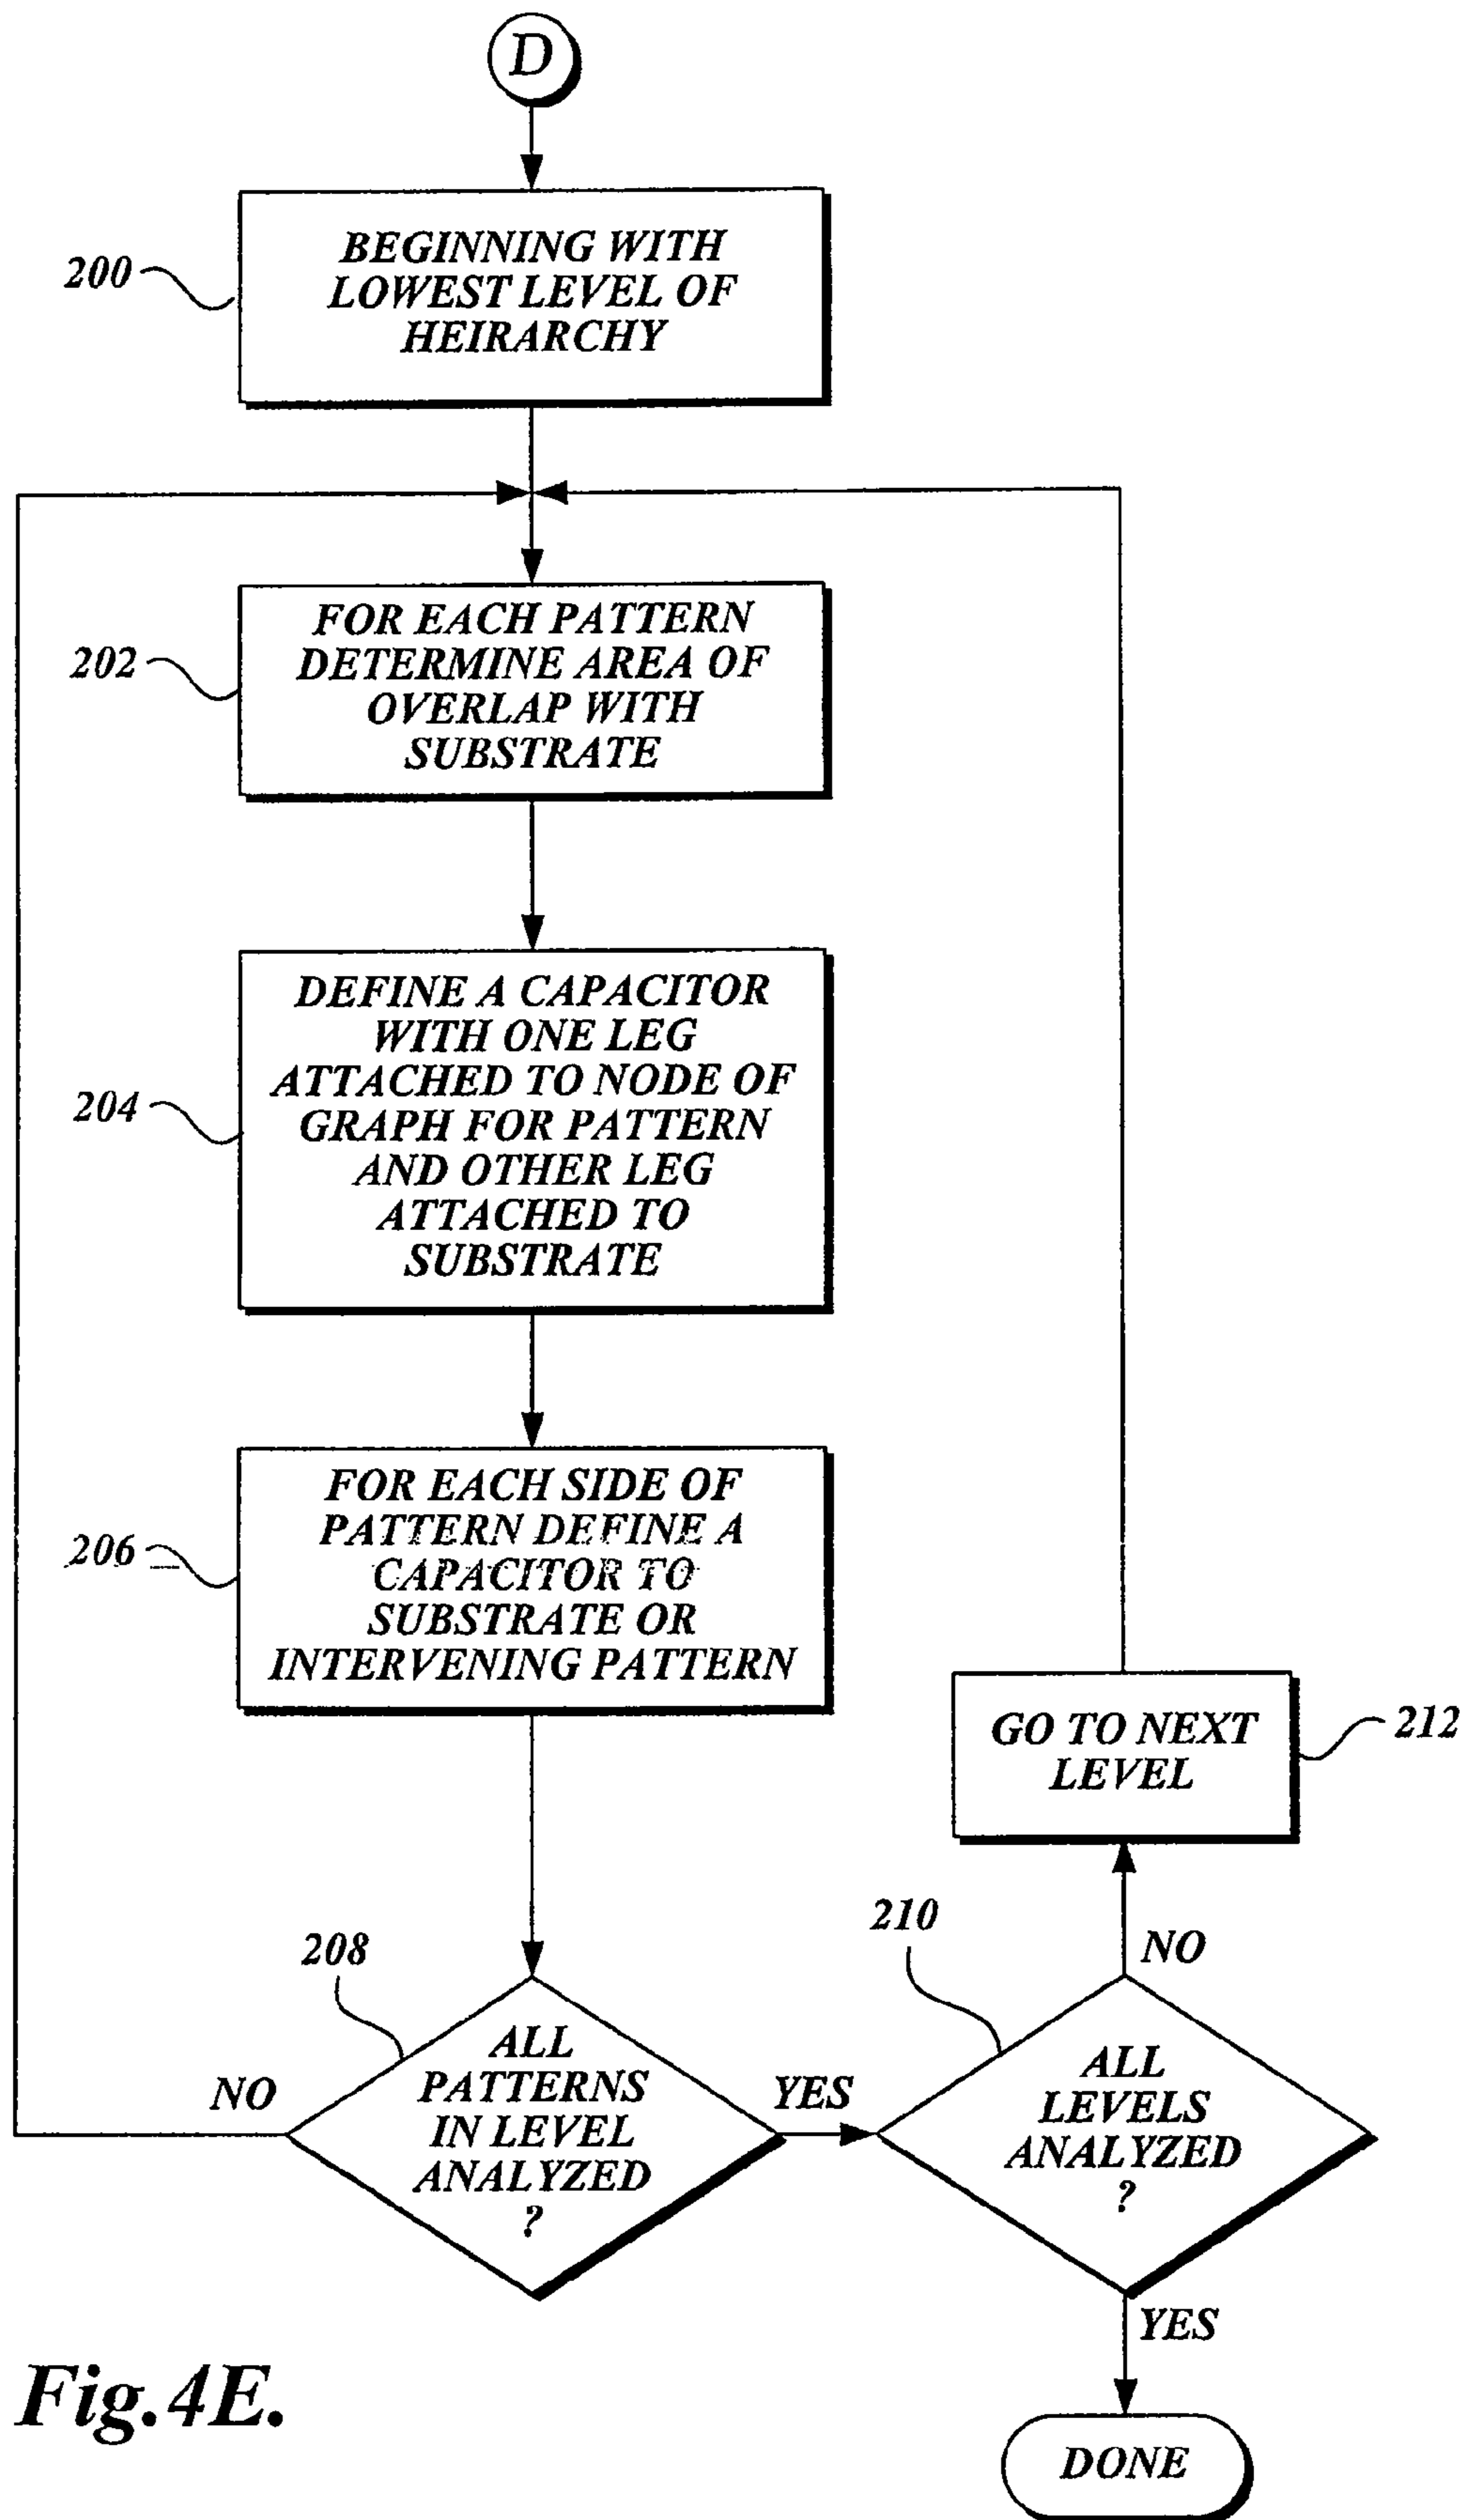 D
200
BEGINNING WITH
LOWEST LEVEL OF
HEIRARCHY
202
FOR EACH PATTERN
DETERMINE AREA OF
OVERLAP WITH
SUBSTRATE
204
DEFINE A CAPACITOR
WITH ONE LEG
ATTACHED TO NODE OF
GRAPH FOR PATTERN
AND OTHER LEG
ATTACHED TO
SUBSTRATE
206
FOR EACH SIDE OF
PATTERN DEFINE A
CAPACITOR TO
SUBSTRATE OR
INTERVENING PATTERN
GO TO NEXT
LEVEL
212
208
ALL
PATTERNS
IN LEVEL
ANALYZED
?
NO
YES
210
NO
ALL
LEVELS
ANALYZED
?
YES
DONE
Fig.4E.